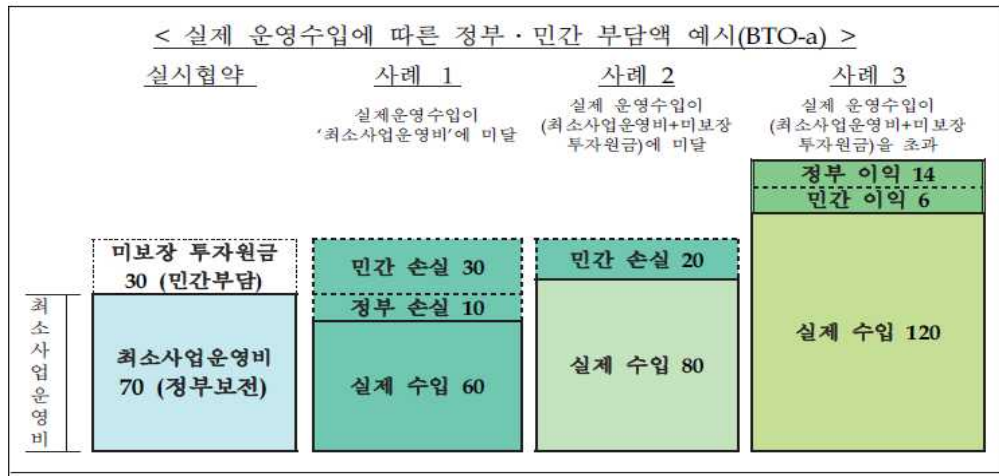 < 실제 운영수입에 따른 정부 · 민간 부담액 예시(BTO-a) >
실시협약
사례 1
실제운영수입이
'최소사업운영비'에 미달
사례 2
실제 운영수입이
(최소사업운영비+미보장
투자원금)에 미달
사례 3
실제 운영수입이
(최소사업운영비+미보장
투자원금)을 초과
최소사업운영비
미보장 투자원금
30 (민간부담)
최소사업운영비
70 (정부보전)
민간 손실 30
정부 손실 10
실제 수입 60
민간 손실 20
실제 수입 80
정부 이익 14
민간 이익 6
실제 수입 120